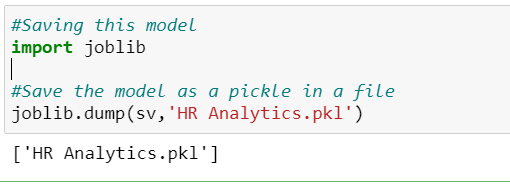 #Saving this model
import joblib
#Save the model as a pickle in a file
joblib.dump(sv,'HR Analytics.pkl')
['HR Analytics.pkl']